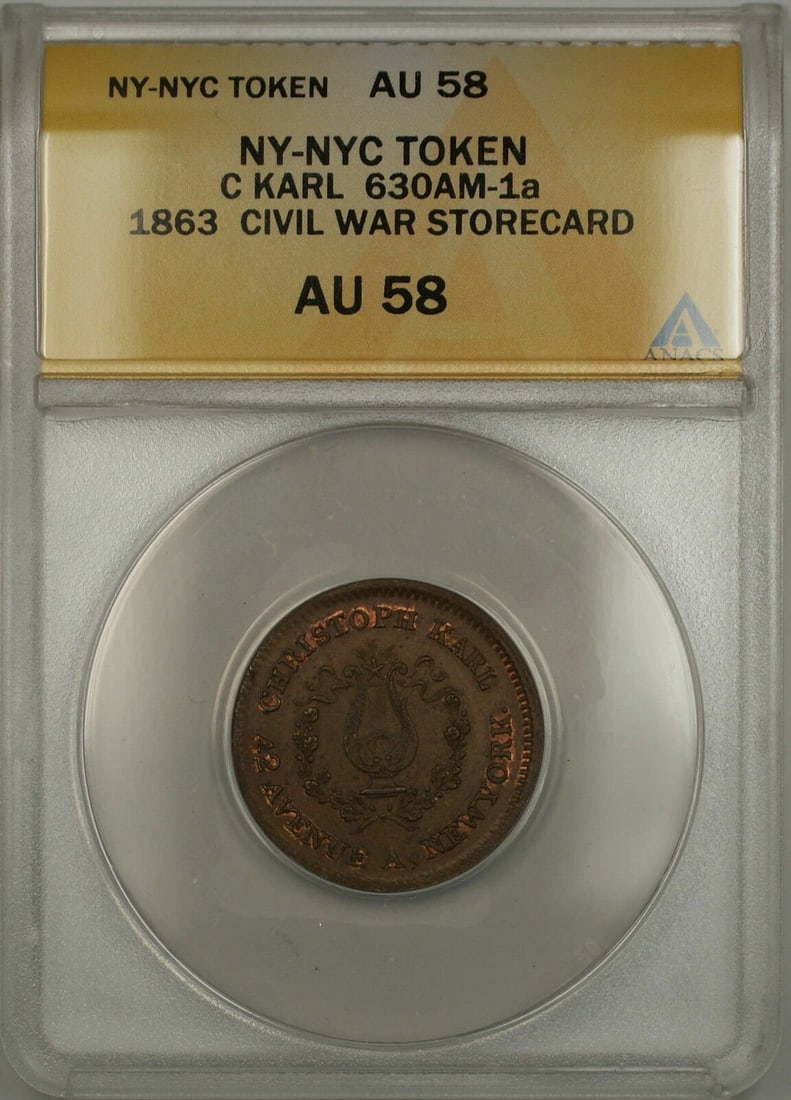 NY-NYC TOKEN AU 58
NY-NYC TOKEN
C KARL 630AM-1a
1863 CIVIL WAR STORECARD
AU 58
ANACS
CHRISTOPH KARL
42 AVENUE A, NEWYORK.